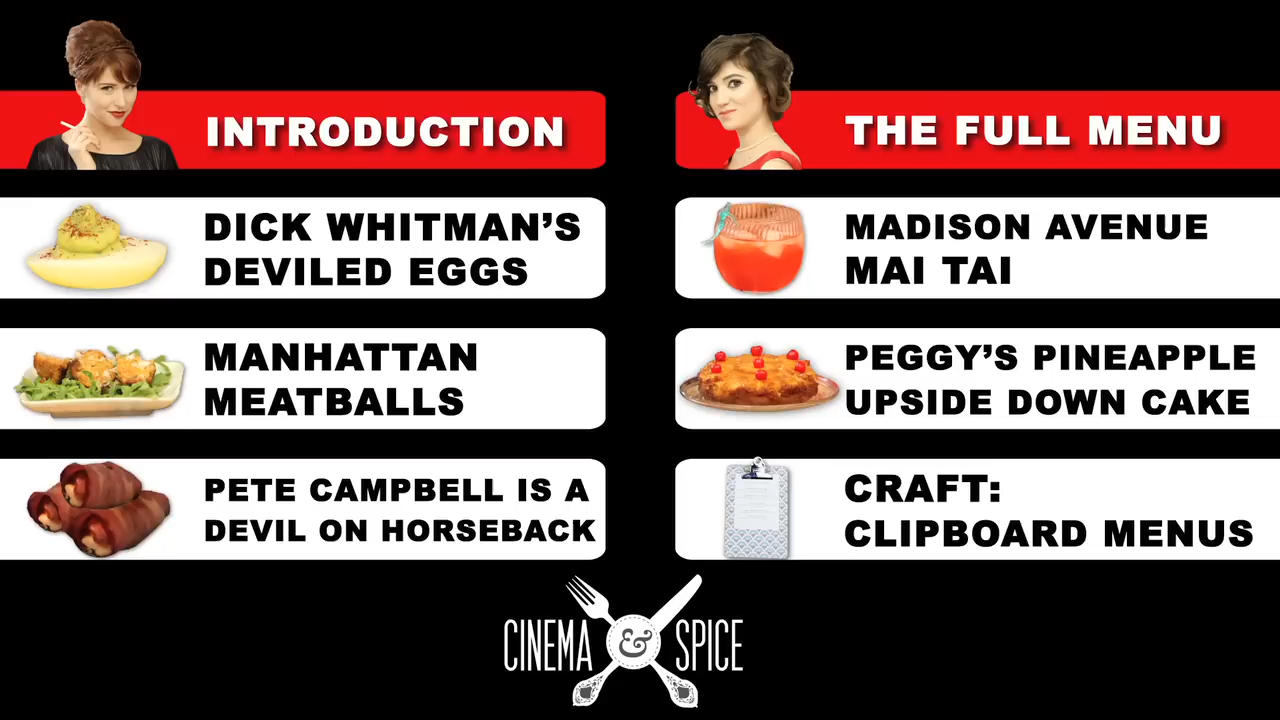 INTRODUCTION
DICK WHITMAN'S
DEVILED EGGS
MANHATTAN
MEATBALLS
PETE CAMPBELL IS A
DEVIL ON HORSEBACK
THE FULL MENU
MADISON AVENUE
MAI TAI
PEGGY'S PINEAPPLE
UPSIDE DOWN CAKE
CRAFT:
CLIPBOARD MENUS
CINEMA & SPICE